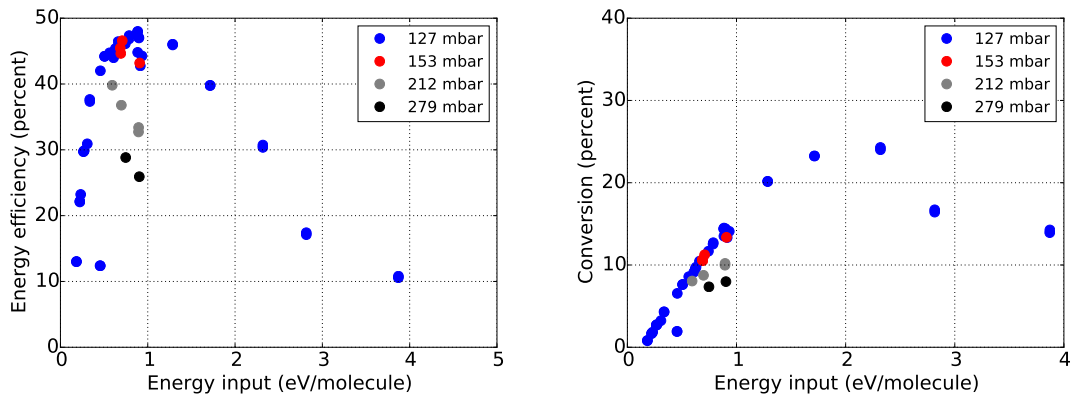 50
40
30
20
10
0
Energy efficiency (percent)
0 1 2 3 4 5
Energy input (eV/molecule)
127 mbar
153 mbar
212 mbar
279 mbar
40
30
20
10
0
Conversion (percent)
0 1 2 3 4
Energy input (eV/molecule)
127 mbar
153 mbar
212 mbar
279 mbar